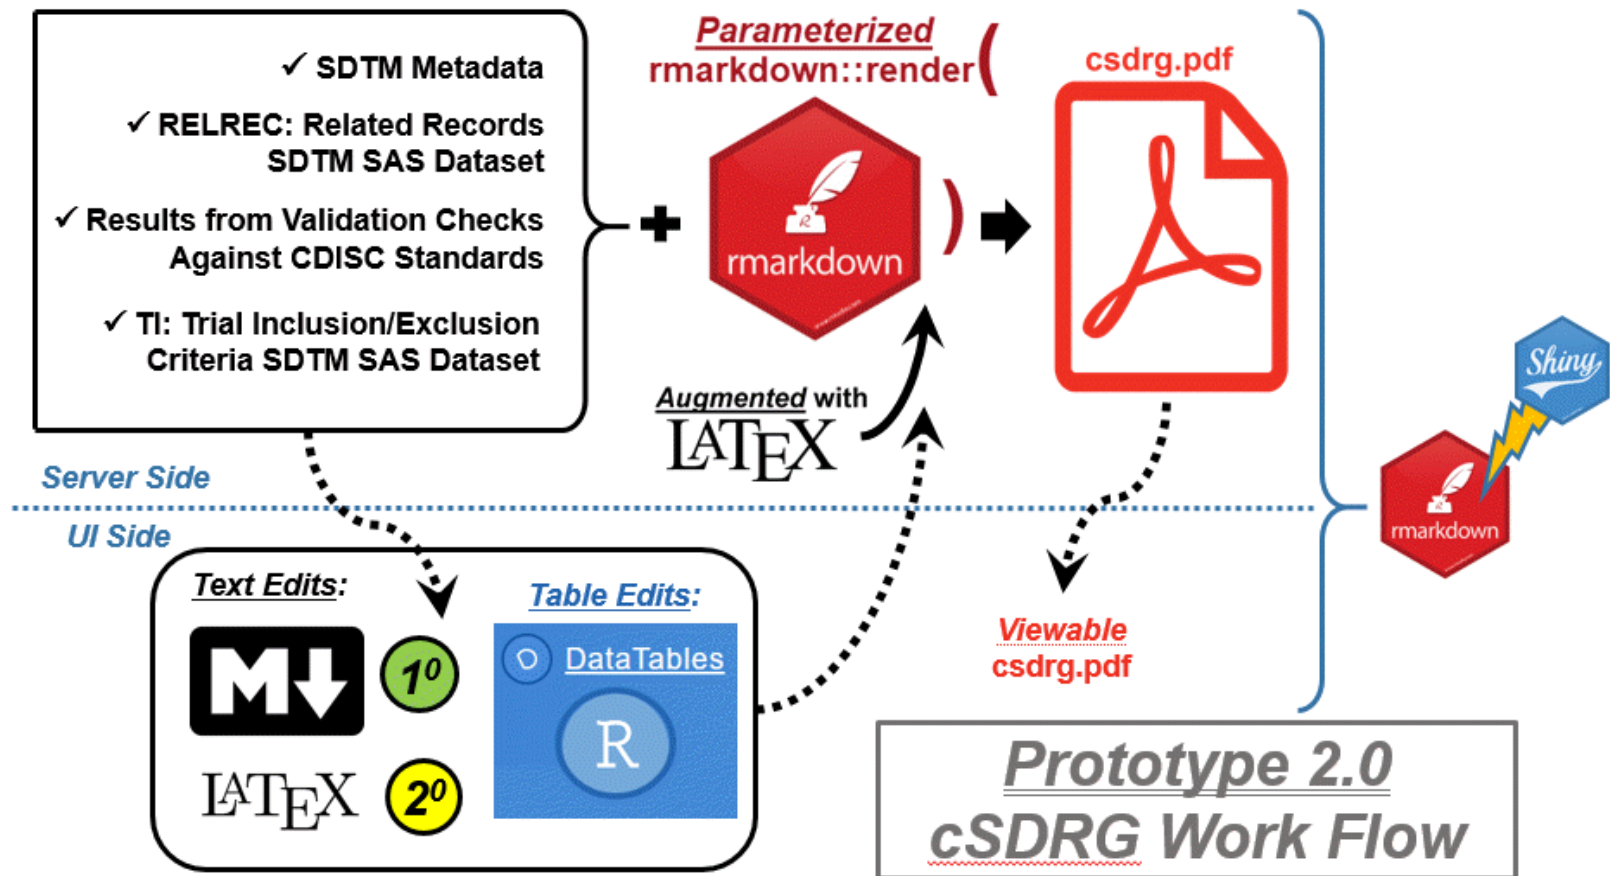 ✓ SDTM Metadata
✓ RELREC: Related Records
SDTM SAS Dataset
✓ Results from Validation Checks
Against CDISC Standards
✓ TI: Trial Inclusion/Exclusion
Criteria SDTM SAS Dataset
+
Parameterized
rmarkdown::render(
R
rmarkdown
)
Augmented with
LATEX
csdrg.pdf
Server Side
UI Side
Text Edits:
M
1⁰
LATEX
2⁰
Table Edits:
DataTables
R
Viewable
csdrg.pdf
Shiny
R
rmarkdown
Prototype 2.0
cSDRG Work Flow